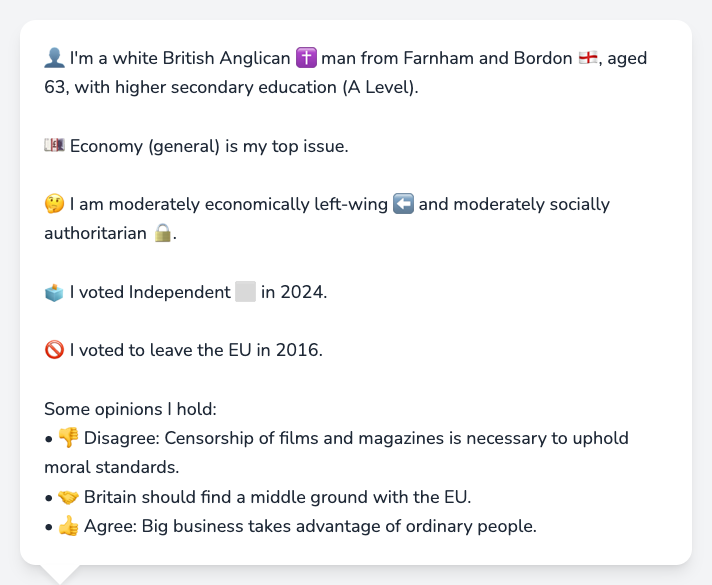 👤 I'm a white British Anglican ✝️ man from Farnham and Bordon 🏴󠁧󠁢󠁥󠁮󠁧󠁿, aged
63, with higher secondary education (A Level).
💷 Economy (general) is my top issue.
🤔 I am moderately economically left-wing ⬅️ and moderately socially
authoritarian 🔒.
🗳️ I voted Independent ⬜ in 2024.
🚫 I voted to leave the EU in 2016.
Some opinions I hold:
• 👎 Disagree: Censorship of films and magazines is necessary to uphold
moral standards.
• 🤝 Britain should find a middle ground with the EU.
• 👍 Agree: Big business takes advantage of ordinary people.